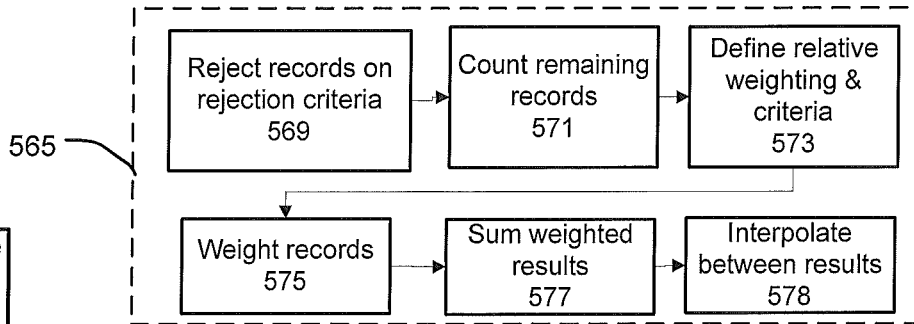 Reject records on
rejection criteria
569
Count remaining
records
571
Define relative
weighting &
criteria
573
565
Weight records
575
Sum weighted
results
577
Interpolate
between results
578